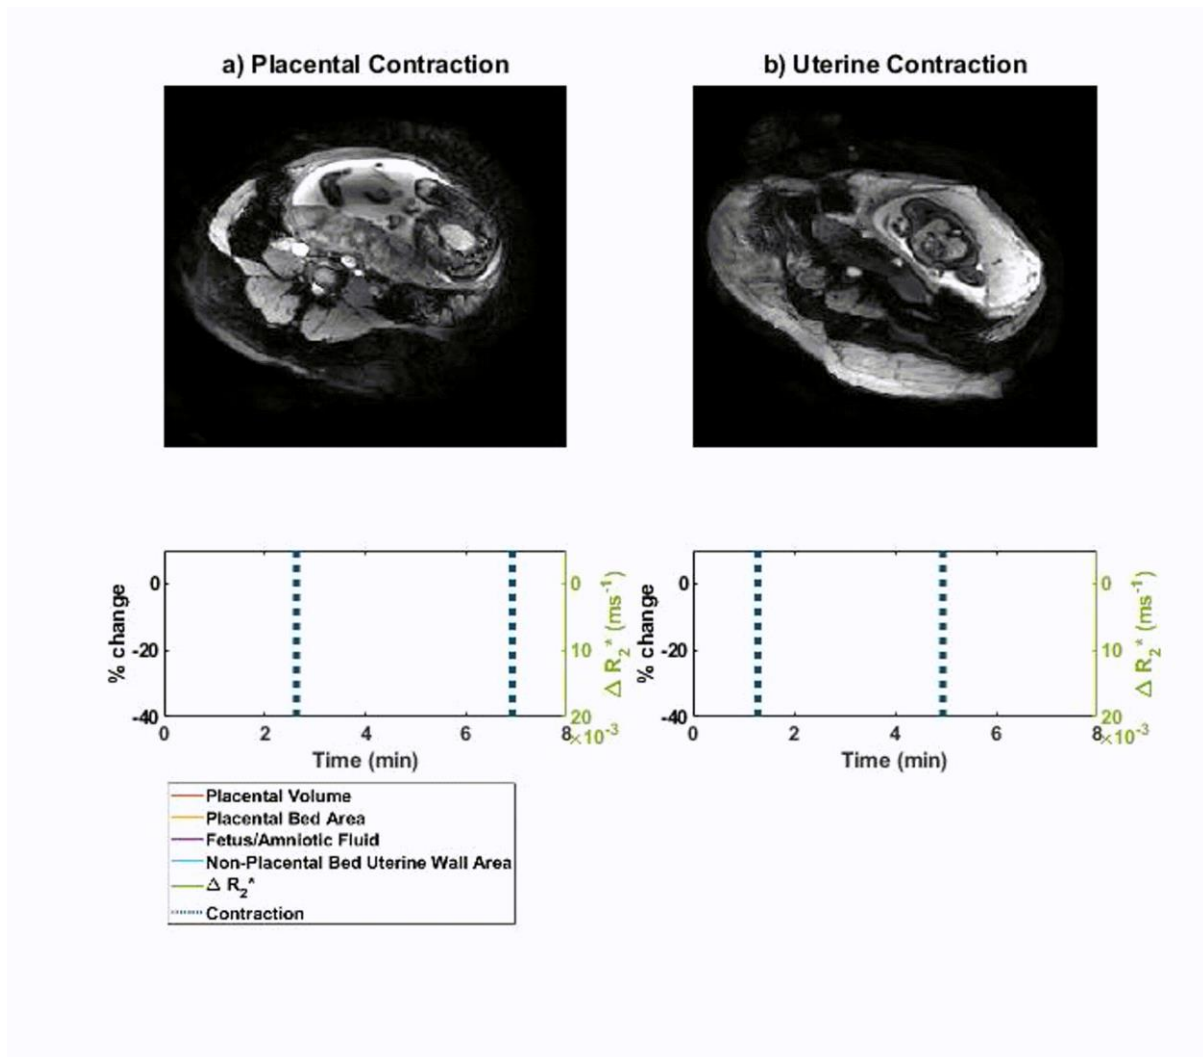 a) Placental Contraction
b) Uterine Contraction
% change
0
-20
-40
0
2
4
6
8
×10⁻³
0
10
20
Δ R₂* (ms⁻¹)
Time (min)
% change
0
-20
-40
0
2
4
6
8
×10⁻³
0
10
20
Δ R₂* (ms⁻¹)
Time (min)
Placental Volume
Placental Bed Area
Fetus/Amniotic Fluid
Non-Placental Bed Uterine Wall Area
Δ R₂*
Contraction